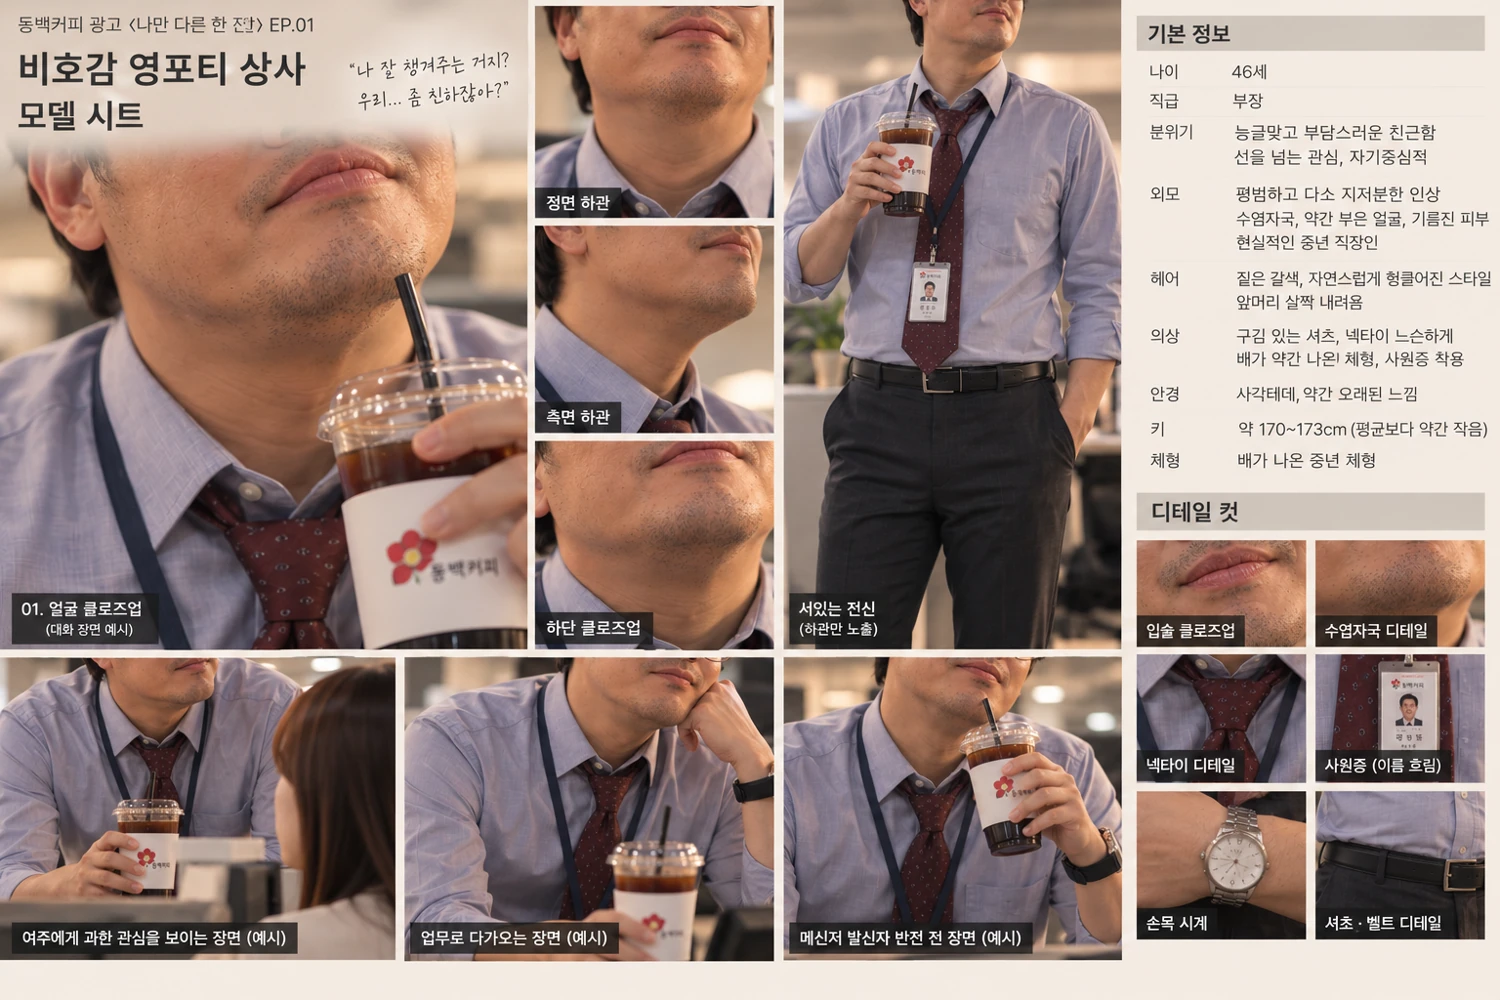 동백커피 광고 〈나만 다른 한 잔〉 EP.01
비호감 영포티 상사
모델 시트
“나 잘 챙겨주는 거지?
우리... 좀 친하잖아?”
동백커피
01. 얼굴 클로즈업
(대화 장면 예시)
정면 하관
측면 하관
하단 클로즈업
동백커피
서있는 전신
(하관만 노출)
여주에게 과한 관심을 보이는 장면 (예시)
업무로 다가오는 장면 (예시)
메신저 발신자 반전 전 장면 (예시)
기본 정보
나이 46세
직급 부장
분위기 능글맞고 부담스러운 친근함
선을 넘는 관심, 자기중심적
외모 평범하고 다소 지저분한 인상
수염자국, 약간 부은 얼굴, 기름진 피부
현실적인 중년 직장인
헤어 짙은 갈색, 자연스럽게 헝클어진 스타일
앞머리 살짝 내려옴
의상 구김 있는 셔츠, 넥타이 느슨하게
배가 약간 나온 체형, 사원증 착용
안경 사각테데, 약간 오래된 느낌
키 약 170~173cm (평균보다 약간 작음)
체형 배가 나온 중년 체형
디테일 컷
입술 클로즈업
수염자국 디테일
넥타이 디테일
동백커피
사원증 (이름 흐림)
손목 시계
셔츠 · 벨트 디테일